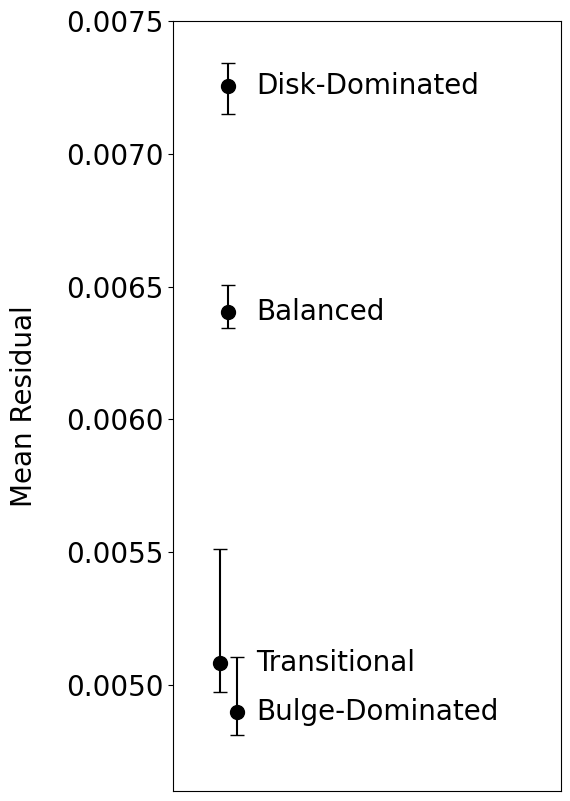 0.0075
Disk-Dominated
0.0070
0.0065
Balanced
Mean Residual
0.0060
0.0055
Transitional
0.0050
Bulge-Dominated